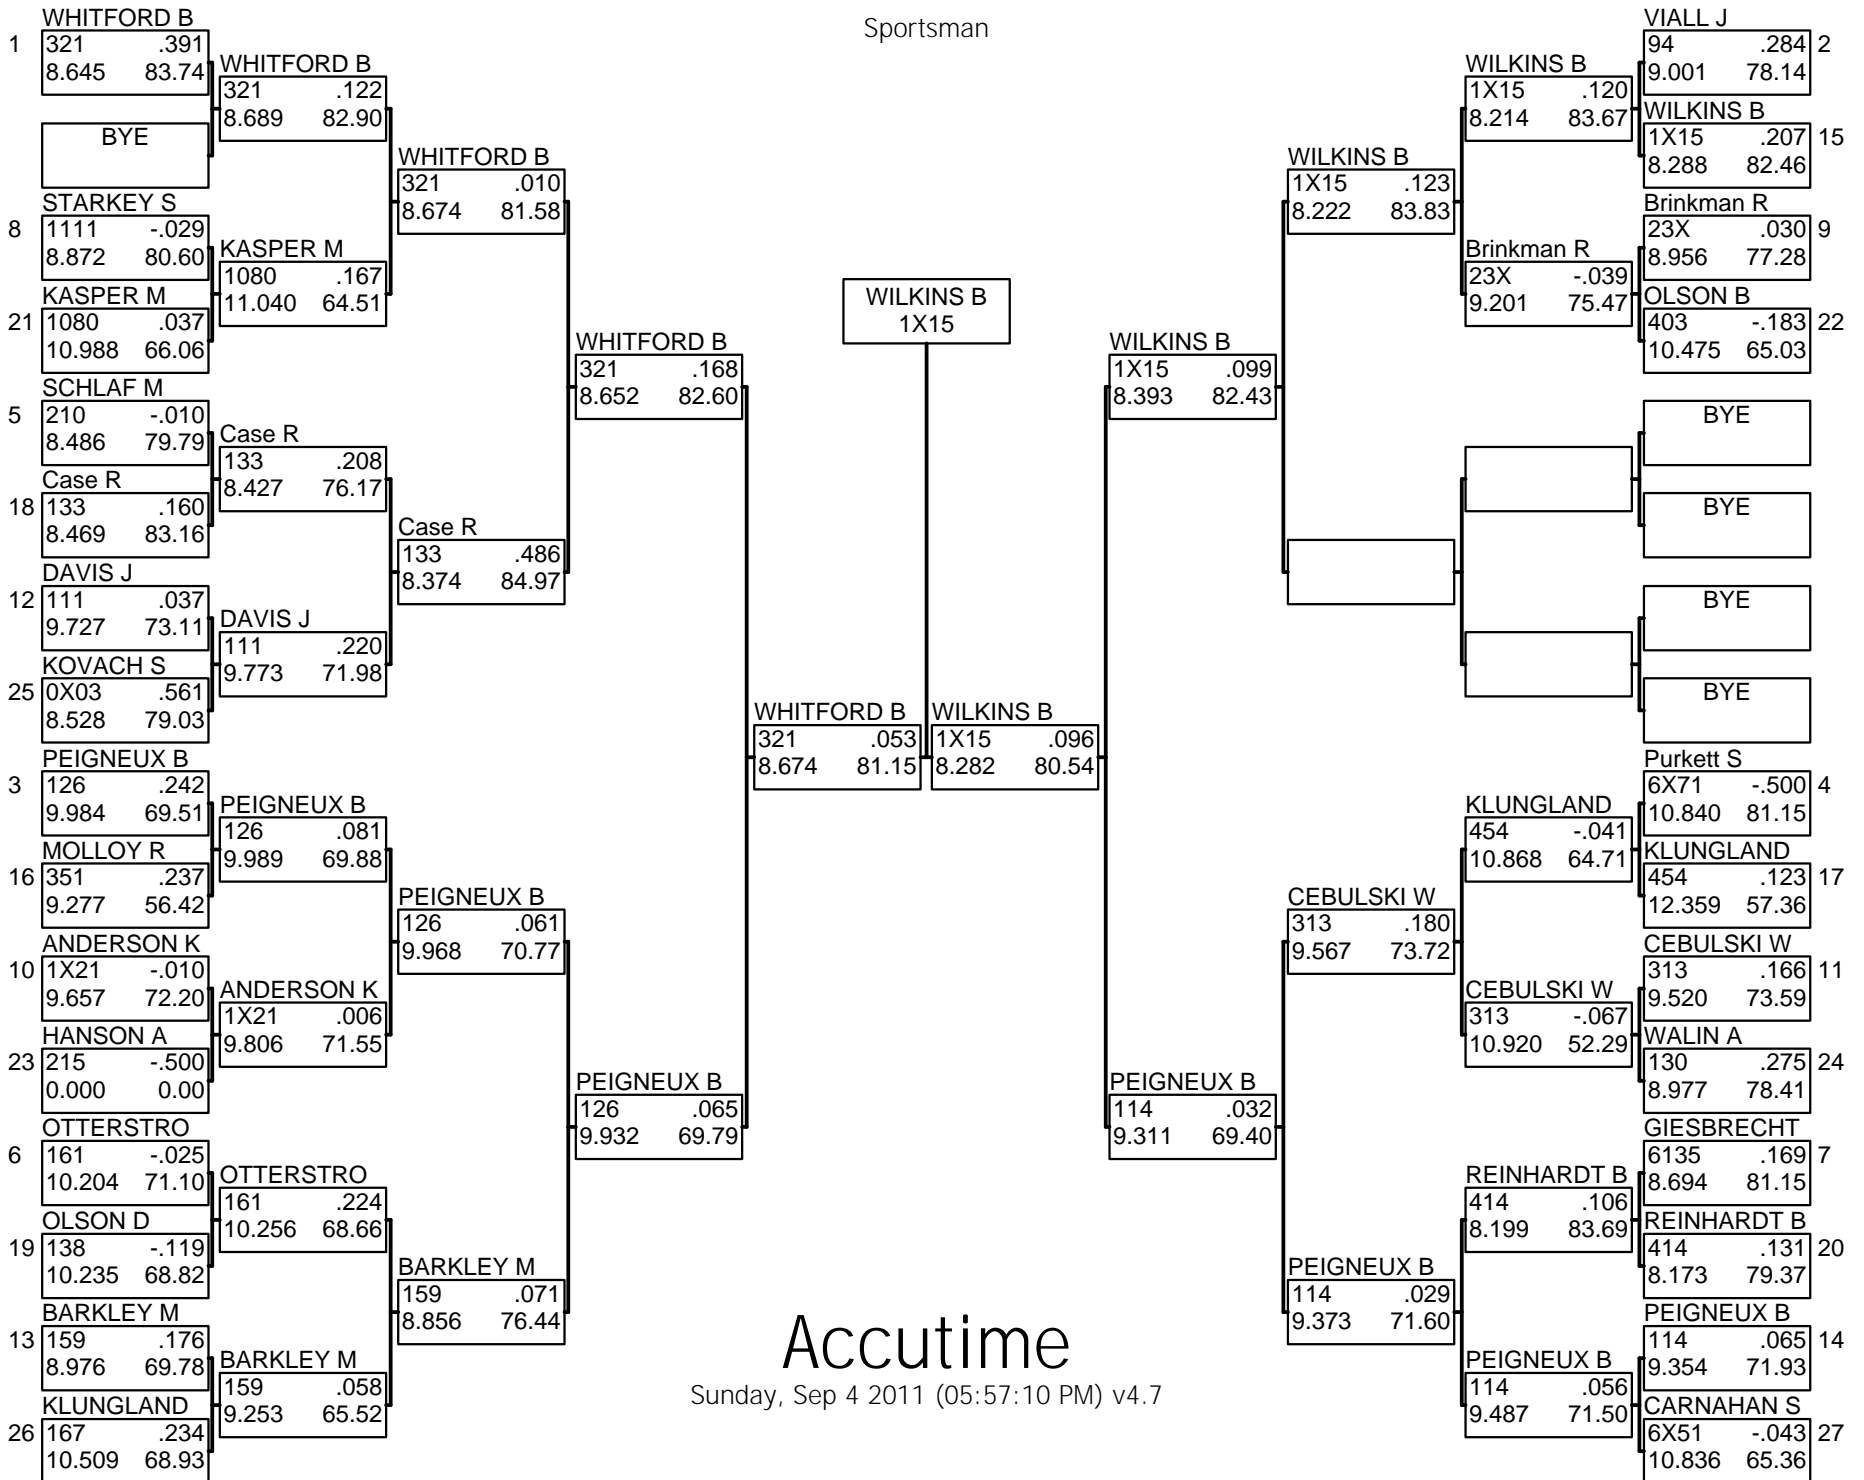 Sportsman
WHITFORD B
1
321 .391
8.645 83.74
BYE
STARKEY S
8
1111 -.029
8.872 80.60
KASPER M
21
1080 .037
10.988 66.06
SCHLAF M
5
210 -.010
8.486 79.79
Case R
18
133 .160
8.469 83.16
DAVIS J
12
111 .037
9.727 73.11
KOVACH S
25
0X03 .561
8.528 79.03
PEIGNEUX B
3
126 .242
9.984 69.51
MOLLOY R
16
351 .237
9.277 56.42
ANDERSON K
10
1X21 -.010
9.657 72.20
HANSON A
23
215 -.500
0.000 0.00
OTTERSTRO
6
161 -.025
10.204 71.10
OLSON D
19
138 -.119
10.235 68.82
BARKLEY M
13
159 .176
8.976 69.78
KLUNGLAND
26
167 .234
10.509 68.93
WHITFORD B
321 .122
8.689 82.90
KASPER M
1080 .167
11.040 64.51
Case R
133 .208
8.427 76.17
DAVIS J
111 .220
9.773 71.98
PEIGNEUX B
126 .081
9.989 69.88
ANDERSON K
1X21 .006
9.806 71.55
OTTERSTRO
161 .224
10.256 68.66
BARKLEY M
159 .058
9.253 65.52
WHITFORD B
321 .010
8.674 81.58
Case R
133 .486
8.374 84.97
PEIGNEUX B
126 .061
9.968 70.77
BARKLEY M
159 .071
8.856 76.44
WHITFORD B
321 .168
8.652 82.60
PEIGNEUX B
126 .065
9.932 69.79
WHITFORD B
321 .053
8.674 81.15
WILKINS B
1X15
WILKINS B
1X15 .096
8.282 80.54
WILKINS B
1X15 .099
8.393 82.43
PEIGNEUX B
114 .032
9.311 69.40
WILKINS B
1X15 .123
8.222 83.83
CEBULSKI W
313 .180
9.567 73.72
PEIGNEUX B
114 .029
9.373 71.60
WILKINS B
1X15 .120
8.214 83.67
Brinkman R
23X -.039
9.201 75.47
KLUNGLAND
454 -.041
10.868 64.71
CEBULSKI W
313 -.067
10.920 52.29
REINHARDT B
414 .106
8.199 83.69
PEIGNEUX B
114 .056
9.487 71.50
VIALL J
94 .284
2
9.001 78.14
WILKINS B
1X15 .207
15
8.288 82.46
Brinkman R
23X .030
9
8.956 77.28
OLSON B
403 -.183
22
10.475 65.03
BYE
BYE
BYE
BYE
Purkett S
6X71 -.500
4
10.840 81.15
KLUNGLAND
454 .123
17
12.359 57.36
CEBULSKI W
313 .166
11
9.520 73.59
WALIN A
130 .275
24
8.977 78.41
GIESBRECHT
6135 .169
7
8.694 81.15
REINHARDT B
414 .131
20
8.173 79.37
PEIGNEUX B
114 .065
14
9.354 71.93
CARNAHAN S
6X51 -.043
27
10.836 65.36
Accutime
Sunday, Sep 4 2011 (05:57:10 PM) v4.7